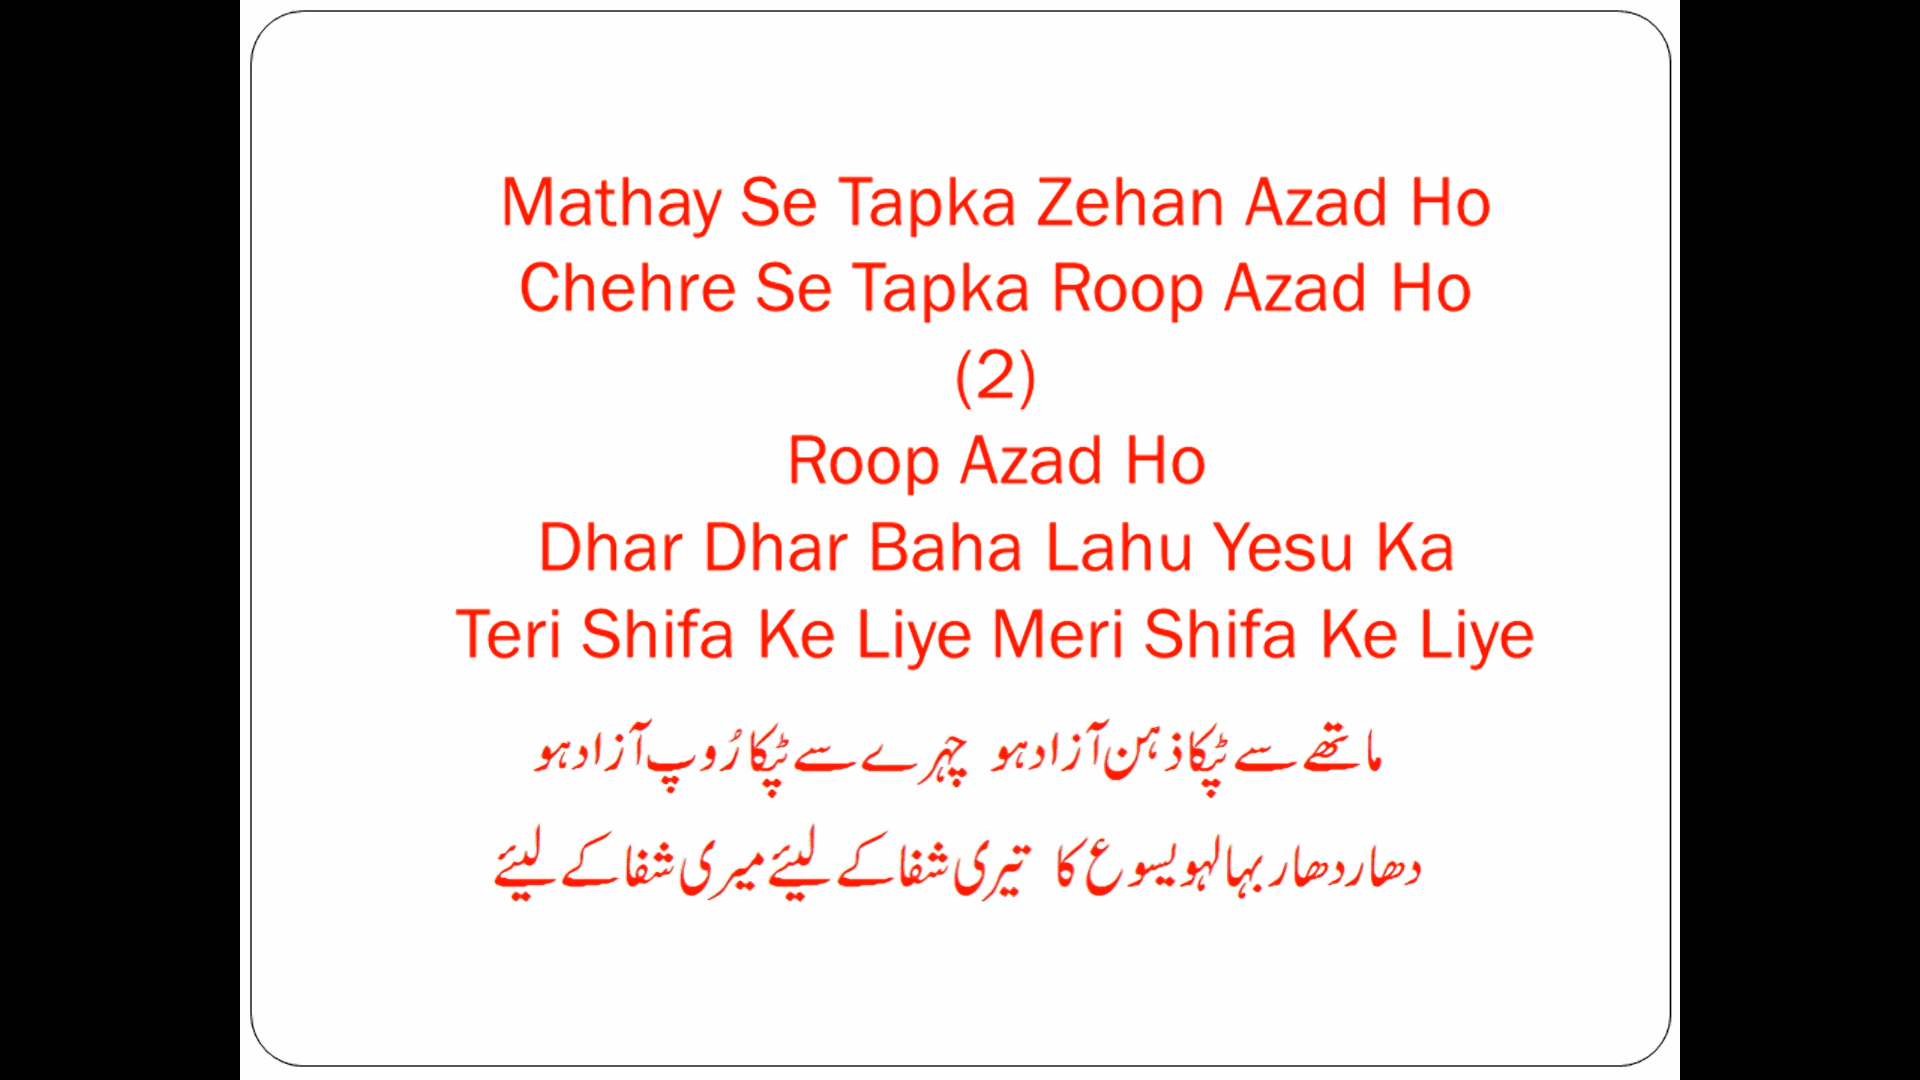 Mathay Se Tapka Zehan Azad Ho
Chehre Se Tapka Roop Azad Ho
(2)
Roop Azad Ho
Dhar Dhar Baha Lahu Yesu Ka
Teri Shifa Ke Liye Meri Shifa Ke Liye
ماتھے سے ٹپکا ذہن آزاد ہو چہرے سے ٹپکا رُوپ آزاد ہو
دھار دھار بہا لہو یسوع کا تیری شفا کے لیئے میری شفا کے لیئے